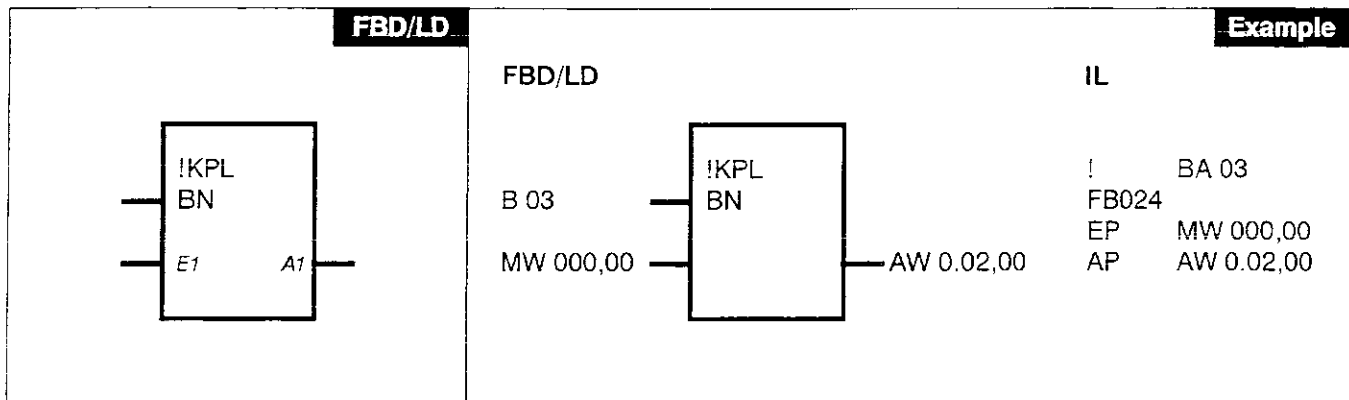 FBD/LD
!KPL
BN
E1 A1
Example
FBD/LD
!KPL
B 03 BN
MW 000,00 AW 0.02,00
IL
! BA 03
FB024
EP MW 000,00
AP AW 0.02,00